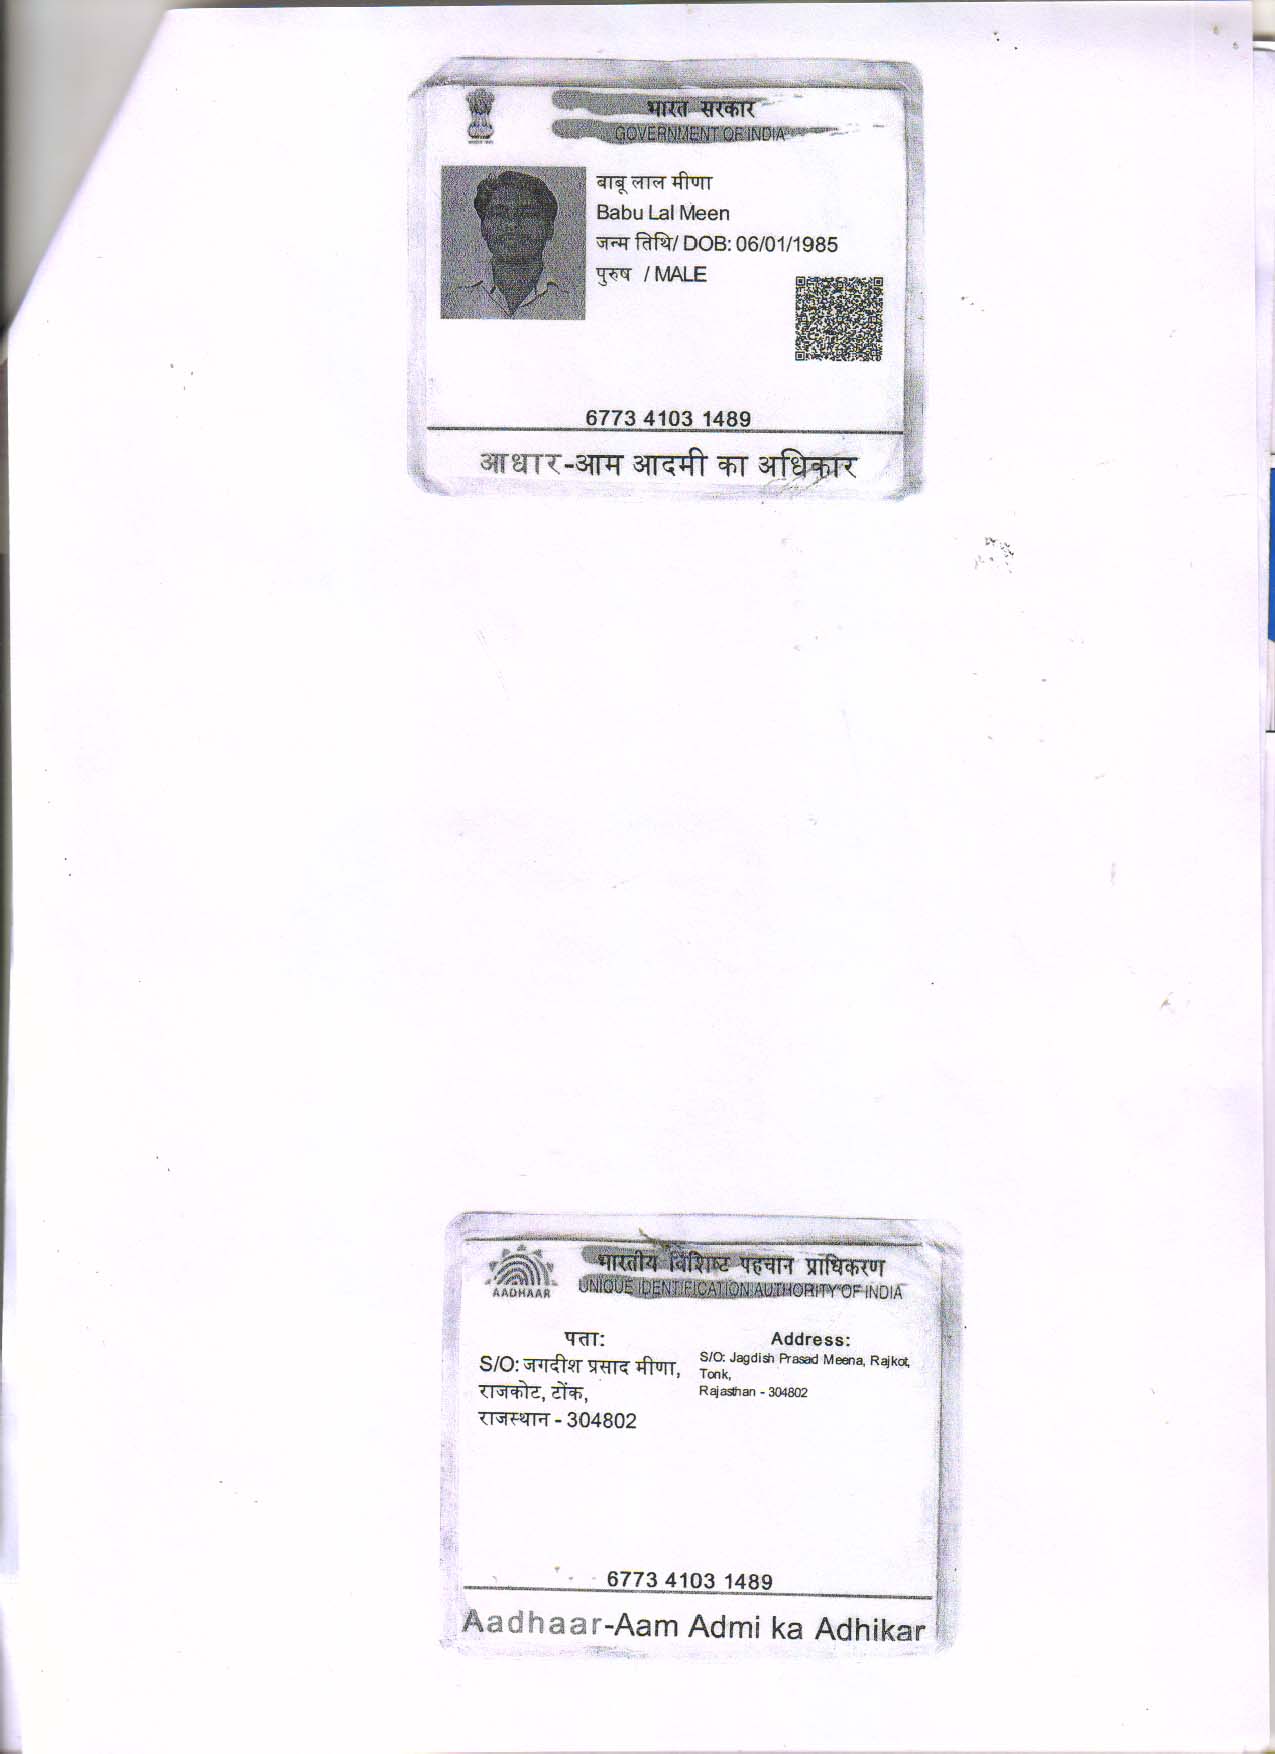 भारत सरकार
GOVERNMENT OF INDIA
बाबू लाल मीणा
Babu Lal Meen
जन्म तिथि/ DOB: 06/01/1985
पुरुष / MALE
6773 4103 1489
आधार-आम आदमी का अधिकार
भारतीय विशिष्ट पहचान प्राधिकरण
UNIQUE IDENTIFICATION AUTHORITY OF INDIA
AADHAAR
पता:
S/O: जगदीश प्रसाद मीणा,
राजकोट, टोंक,
राजस्थान - 304802
Address:
S/O: Jagdish Prasad Meena, Rajkot,
Tonk,
Rajasthan - 304802
6773 4103 1489
Aadhaar-Aam Admi ka Adhikar